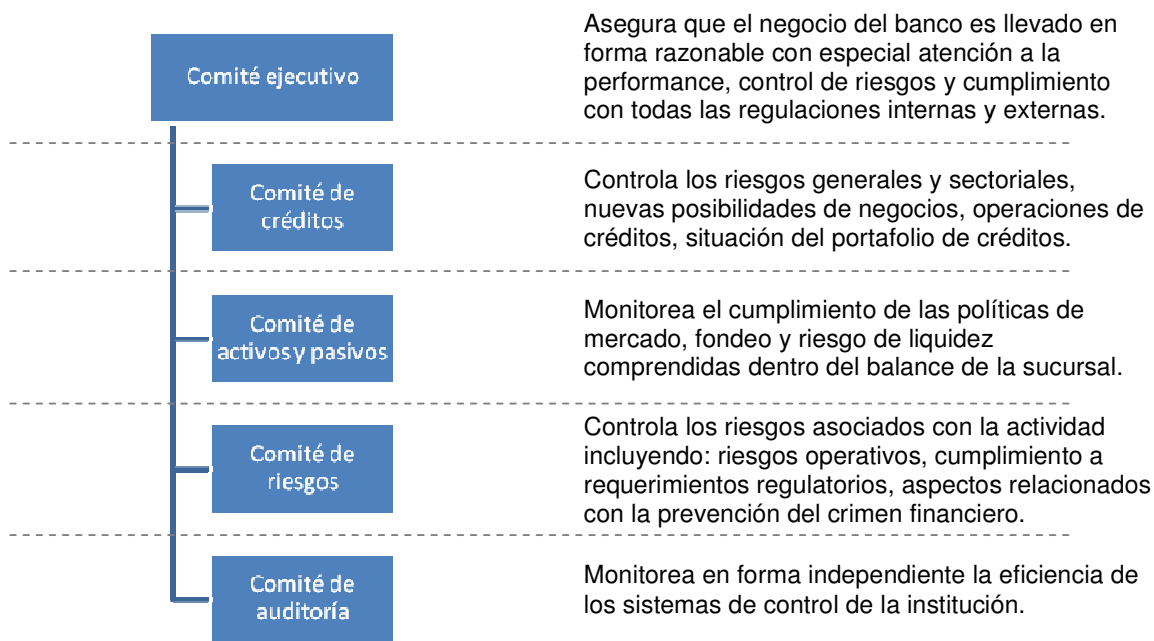 Comité ejecutivo
Asegura que el negocio del banco es llevado en
forma razonable con especial atención a la
performance, control de riesgos y cumplimiento
con todas las regulaciones internas y externas.
Comité de
créditos
Controla los riesgos generales y sectoriales,
nuevas posibilidades de negocios, operaciones de
créditos, situación del portafolio de créditos.
Comité de
activos y pasivos
Monitorea el cumplimiento de las políticas de
mercado, fondeo y riesgo de liquidez
comprendidas dentro del balance de la sucursal.
Comité de
riesgos
Controla los riesgos asociados con la actividad
incluyendo: riesgos operativos, cumplimiento a
requerimientos regulatorios, aspectos relacionados
con la prevención del crimen financiero.
Comité de
auditoría
Monitorea en forma independiente la eficiencia de
los sistemas de control de la institución.